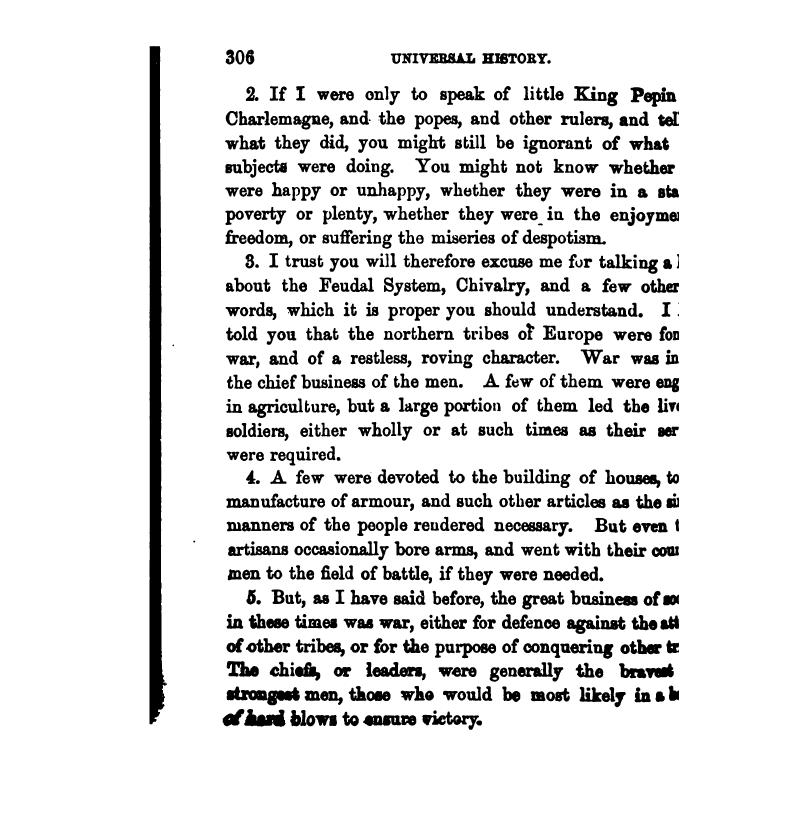 306 UNIVERSAL HISTORY.
2. If I were only to speak of little King Pepin
Charlemagne, and the popes, and other rulers, and tell
what they did, you might still be ignorant of what
subjects were doing. You might not know whether
were happy or unhappy, whether they were in a sta
poverty or plenty, whether they were in the enjoyme
freedom, or suffering the miseries of despotism.
3. I trust you will therefore excuse me for talking a l
about the Feudal System, Chivalry, and a few other
words, which it is proper you should understand. I
told you that the northern tribes of Europe were fon
war, and of a restless, roving character. War was in
the chief business of the men. A few of them were eng
in agriculture, but a large portion of them led the live
soldiers, either wholly or at such times as their ser
were required.
4. A few were devoted to the building of houses, to
manufacture of armour, and such other articles as the si
manners of the people rendered necessary. But even t
artisans occasionally bore arms, and went with their coun
men to the field of battle, if they were needed.
5. But, as I have said before, the great business of soc
in these times was war, either for defence against the att
of other tribes, or for the purpose of conquering other tr
The chiefs, or leaders, were generally the bravest
strongest men, those who would be most likely in a b
of hard blows to ensure victory.